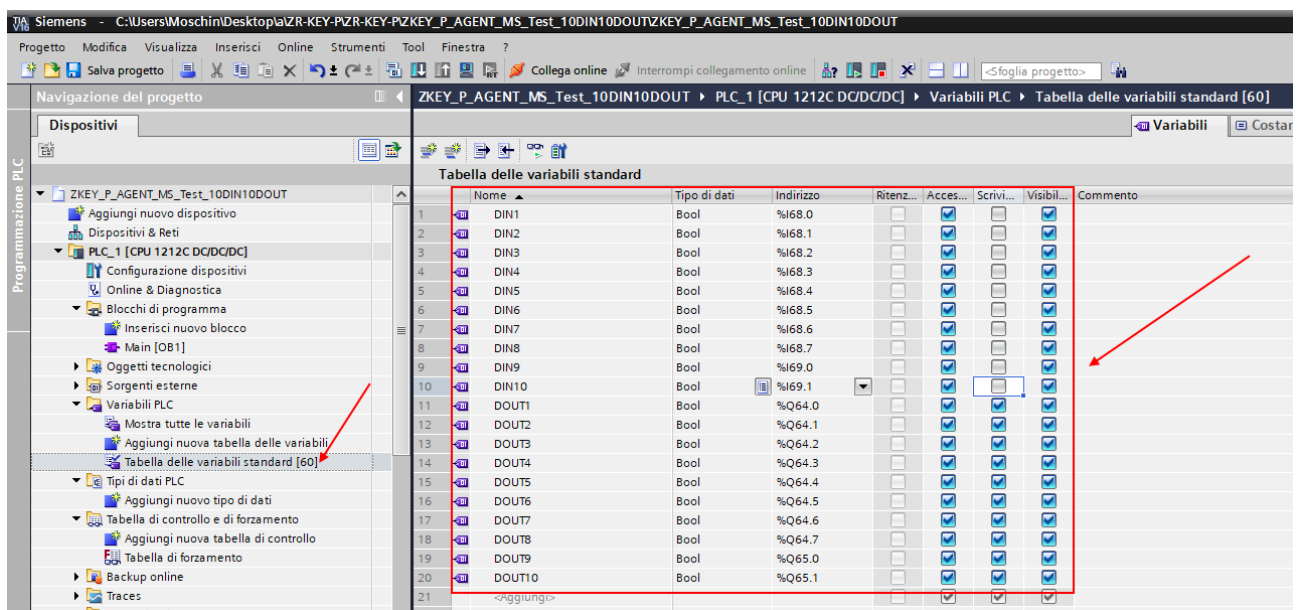 Siemens - C:\Users\Moschin\Desktop\a\ZR-KEY-P\ZR-KEY-P\ZKEY_P_AGENT_MS_Test_10DIN10DOUT\ZKEY_P_AGENT_MS_Test_10DIN10DOUT
Progetto Modifica Visualizza Inserisci Online Strumenti Tool Finestra ?
Salva progetto Collega online Interrompi collegamento online <Sfoglia progetto>
Navigazione del progetto
ZKEY_P_AGENT_MS_Test_10DIN10DOUT PLC_1 [CPU 1212C DC/DC/DC] Variabili PLC Tabella delle variabili standard [60]
Dispositivi
Variabili Costan
Programmazione PLC
ZKEY_P_AGENT_MS_Test_10DIN10DOUT
Aggiungi nuovo dispositivo
Dispositivi & Reti
PLC_1 [CPU 1212C DC/DC/DC]
Configurazione dispositivi
Online & Diagnostica
Blocchi di programma
Inserisci nuovo blocco
Main [OB1]
Oggetti tecnologici
Sorgenti esterne
Variabili PLC
Mostra tutte le variabili
Aggiungi nuova tabella delle variabili
Tabella delle variabili standard [60]
Tipi di dati PLC
Aggiungi nuovo tipo di dati
Tabella di controllo e di forzamento
Aggiungi nuova tabella di controllo
Tabella di forzamento
Backup online
Traces
Tabella delle variabili standard
Nome Tipo di dati Indirizzo Ritenz... Acces... Scrivi... Visibil... Commento
1 DIN1 Bool %I68.0
2 DIN2 Bool %I68.1
3 DIN3 Bool %I68.2
4 DIN4 Bool %I68.3
5 DIN5 Bool %I68.4
6 DIN6 Bool %I68.5
7 DIN7 Bool %I68.6
8 DIN8 Bool %I68.7
9 DIN9 Bool %I69.0
10 DIN10 Bool %I69.1
11 DOUT1 Bool %Q64.0
12 DOUT2 Bool %Q64.1
13 DOUT3 Bool %Q64.2
14 DOUT4 Bool %Q64.3
15 DOUT5 Bool %Q64.4
16 DOUT6 Bool %Q64.5
17 DOUT7 Bool %Q64.6
18 DOUT8 Bool %Q64.7
19 DOUT9 Bool %Q65.0
20 DOUT10 Bool %Q65.1
21 <Aggiungi>